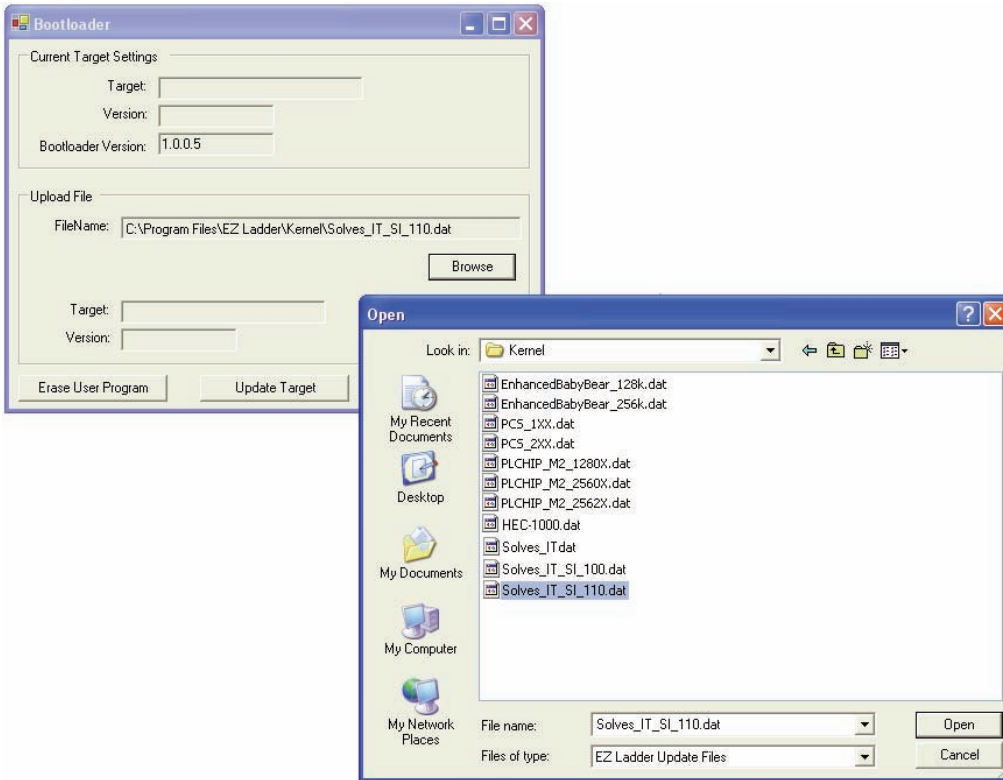 Bootloader
Current Target Settings
Target:
Version:
Bootloader Version: 1.0.0.5
Upload File
FileName: C:\Program Files\EZ Ladder\Kernel\Solves_IT_SI_110.dat
Browse
Target:
Version:
Erase User Program Update Target
Open
Look in: Kernel
My Recent Documents
Desktop
My Documents
My Computer
My Network Places
EnhancedBabyBear_128k.dat
EnhancedBabyBear_256k.dat
PCS_1XX.dat
PCS_2XX.dat
PLCHIP_M2_1280X.dat
PLCHIP_M2_2560X.dat
PLCHIP_M2_2562X.dat
HEC-1000.dat
Solves_ITdat
Solves_IT_SI_100.dat
Solves_IT_SI_110.dat
File name: Solves_IT_SI_110.dat Open
Files of type: EZ Ladder Update Files Cancel